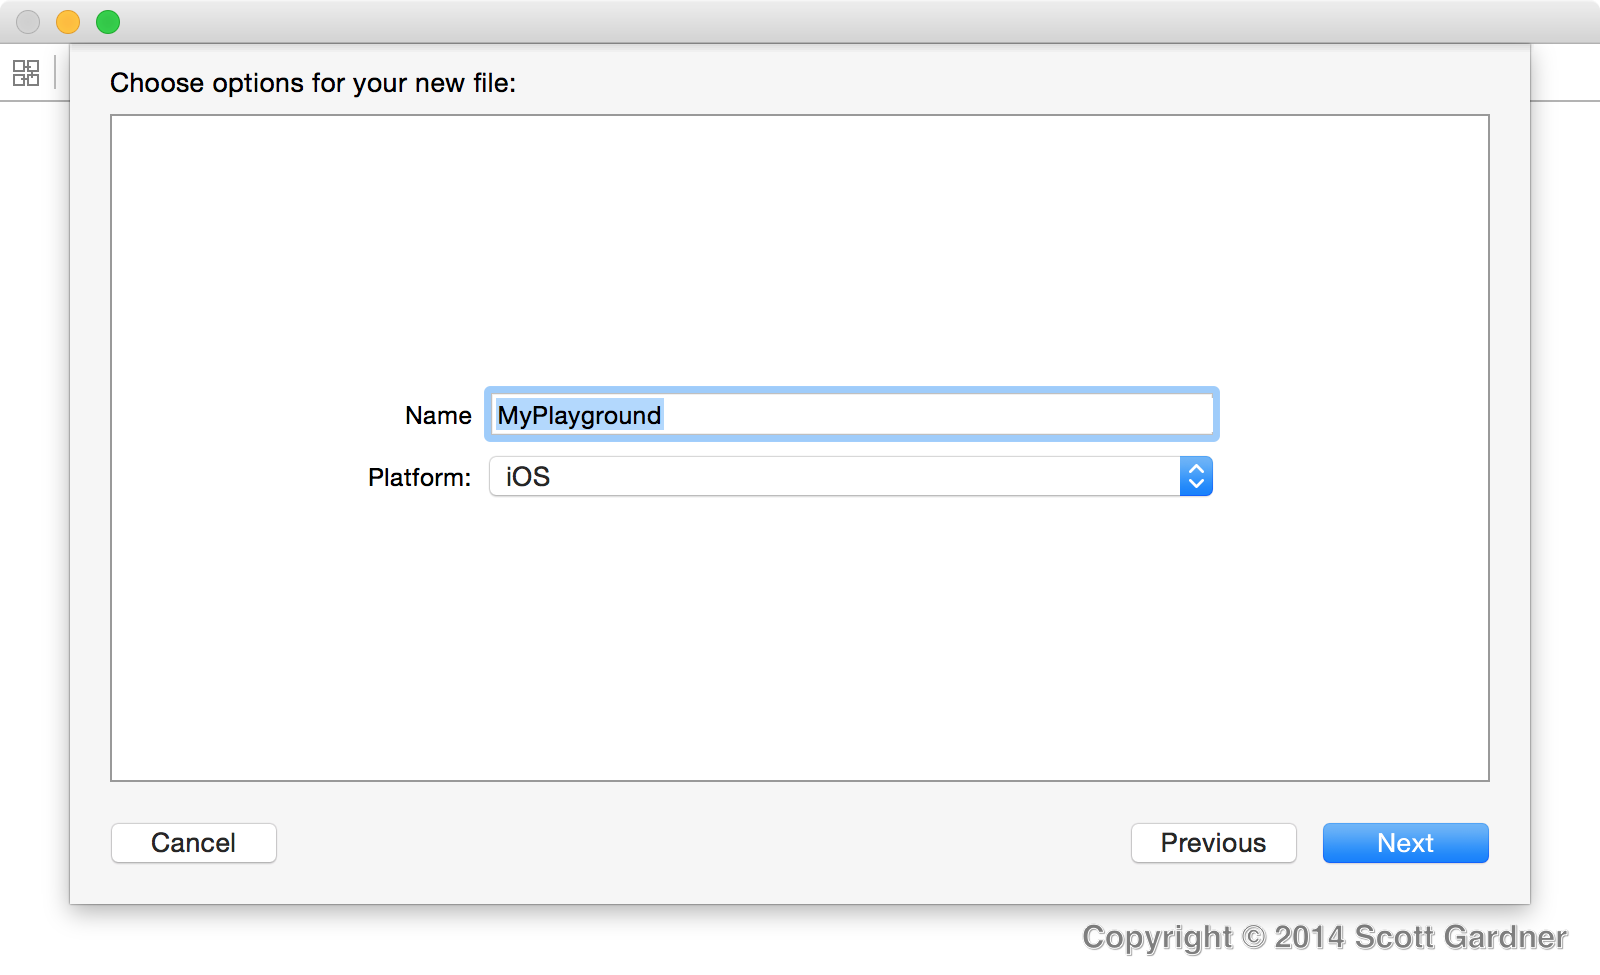 Choose options for your new file:
Name MyPlayground
Platform: iOS
Cancel Previous Next
Copyright © 2014 Scott Gardner